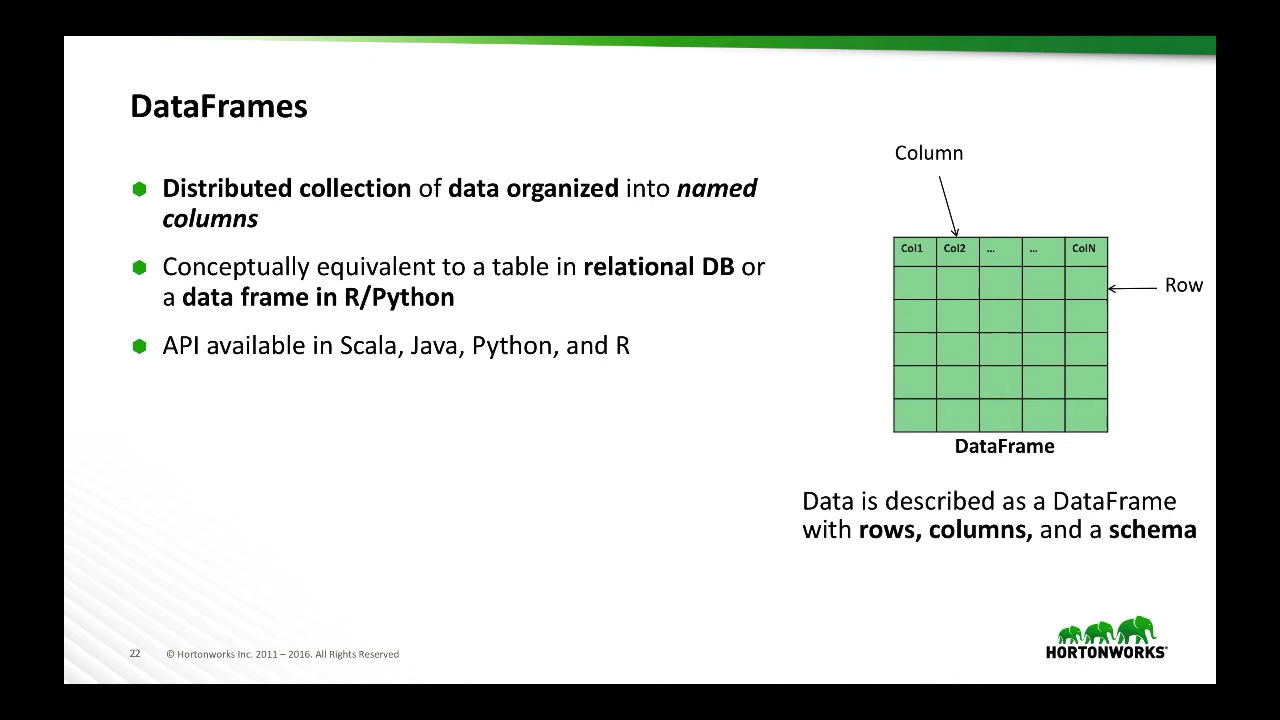 DataFrames
Distributed collection of data organized into named
columns
Conceptually equivalent to a table in relational DB or
a data frame in R/Python
API available in Scala, Java, Python, and R
Column
Col1 Col2 ... ... ColN
Row
DataFrame
Data is described as a DataFrame
with rows, columns, and a schema
22 © Hortonworks Inc. 2011 – 2016. All Rights Reserved
HORTONWORKS